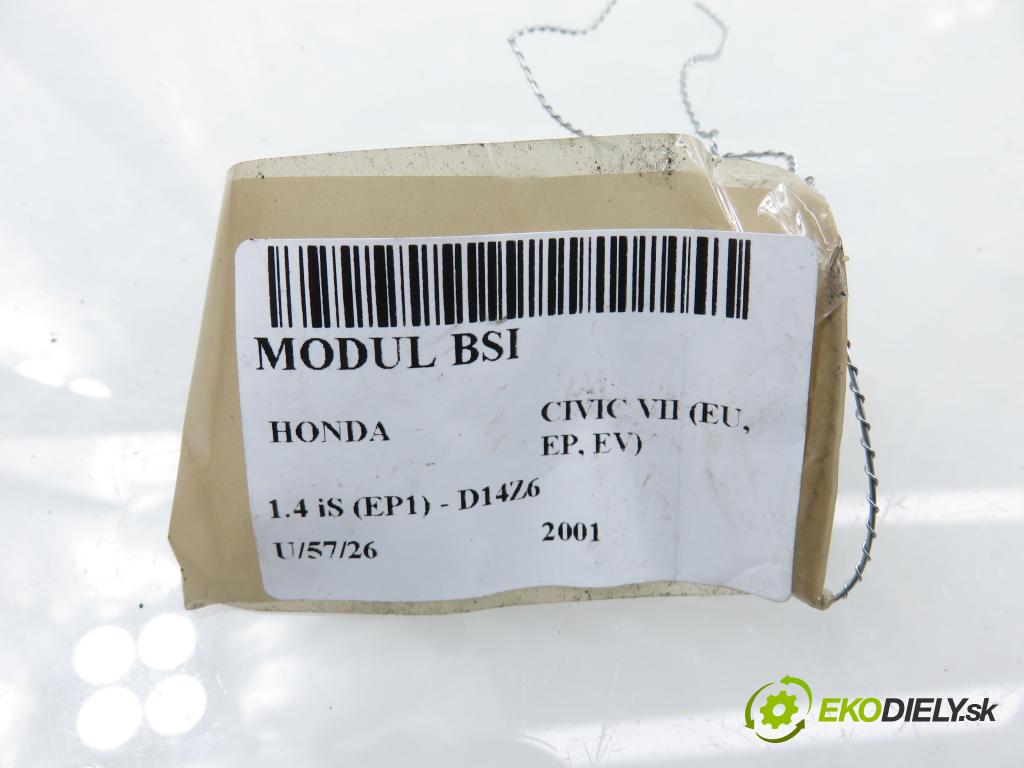 MODUL BSI
HONDA
CIVIC VII (EU,
EP, EV)
1.4 iS (EP1) - D14Z6
U/57/26
2001
EKODIELY.sk